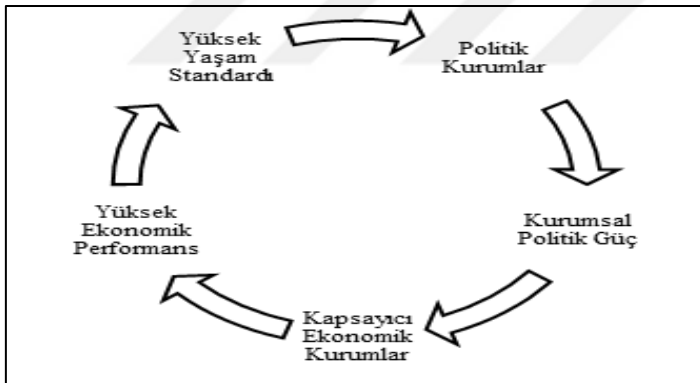 Yüksek
Yaşam
Standardı
Politik
Kurumlar
Kurumsal
Politik Güç
Kapsayıcı
Ekonomik
Kurumlar
Yüksek
Ekonomik
Performans